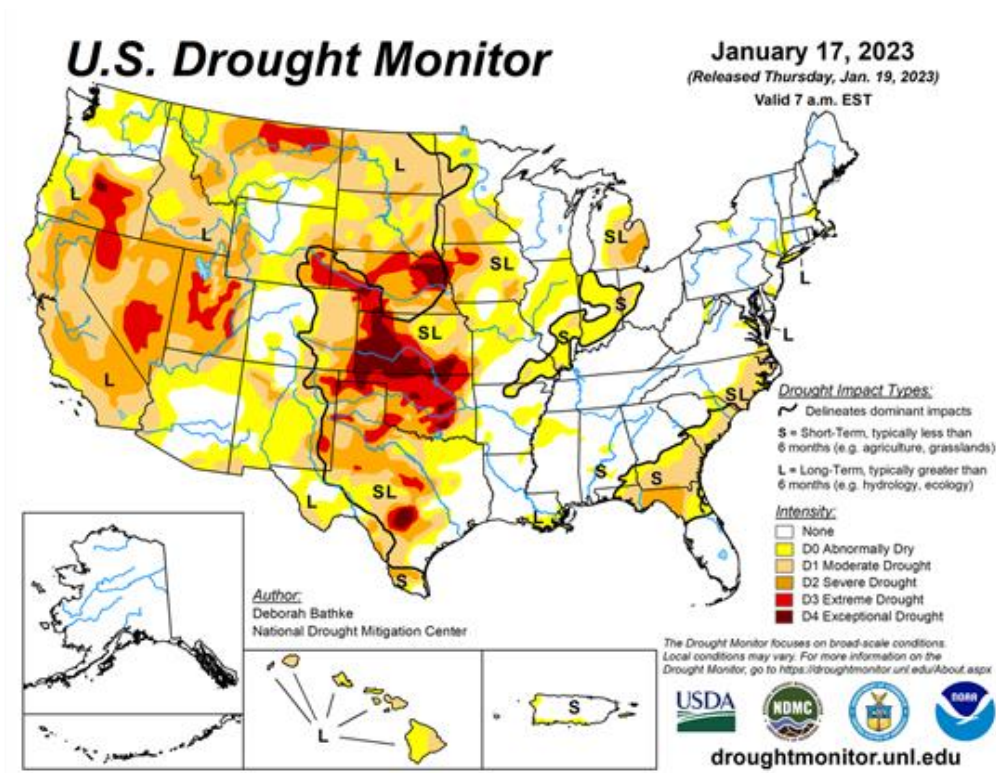 U.S. Drought Monitor
January 17, 2023
(Released Thursday, Jan. 19, 2023)
Valid 7 a.m. EST
L
L
L
L
SL
SL
SL
S
S
SL
L
L
SL
S
S
L
SL
L
S
Drought Impact Types:
Delineates dominant impacts
S = Short-Term, typically less than
6 months (e.g. agriculture, grasslands)
L = Long-Term, typically greater than
6 months (e.g. hydrology, ecology)
Intensity:
None
D0 Abnormally Dry
D1 Moderate Drought
D2 Severe Drought
D3 Extreme Drought
D4 Exceptional Drought
Author:
Deborah Bathke
National Drought Mitigation Center
L
S
The Drought Monitor focuses on broad-scale conditions.
Local conditions may vary. For more information on the
Drought Monitor, go to https://droughtmonitor.unl.edu/About.aspx
USDA
NDMC
NOAA
droughtmonitor.unl.edu